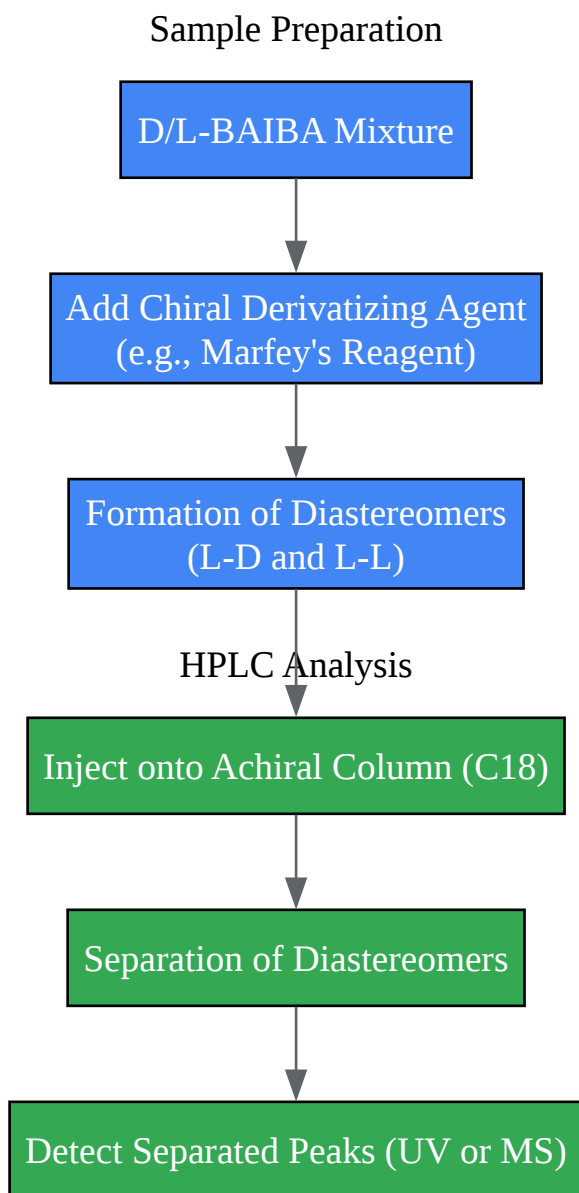 Sample Preparation
D/L-BAIBA Mixture
Add Chiral Derivatizing Agent
(e.g., Marfey's Reagent)
Formation of Diastereomers
(L-D and L-L)
HPLC Analysis
Inject onto Achiral Column (C18)
Separation of Diastereomers
Detect Separated Peaks (UV or MS)